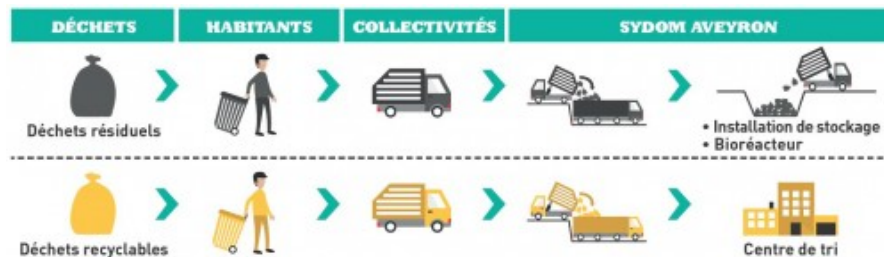 DÉCHETS
HABITANTS
COLLECTIVITÉS
SYDOM AVEYRON
Déchets résiduels
• Installation de stockage
• Bioréacteur
Déchets recyclables
Centre de tri